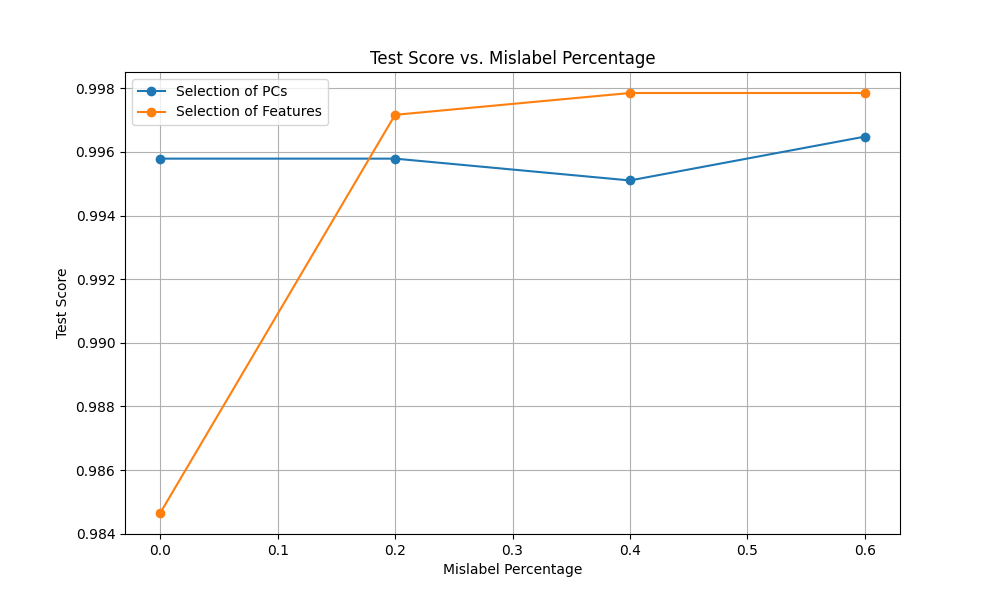 Test Score vs. Mislabel Percentage
Selection of PCs
Selection of Features
0.998
0.996
0.994
0.992
0.990
0.988
0.986
0.984
Test Score
0.0 0.1 0.2 0.3 0.4 0.5 0.6
Mislabel Percentage